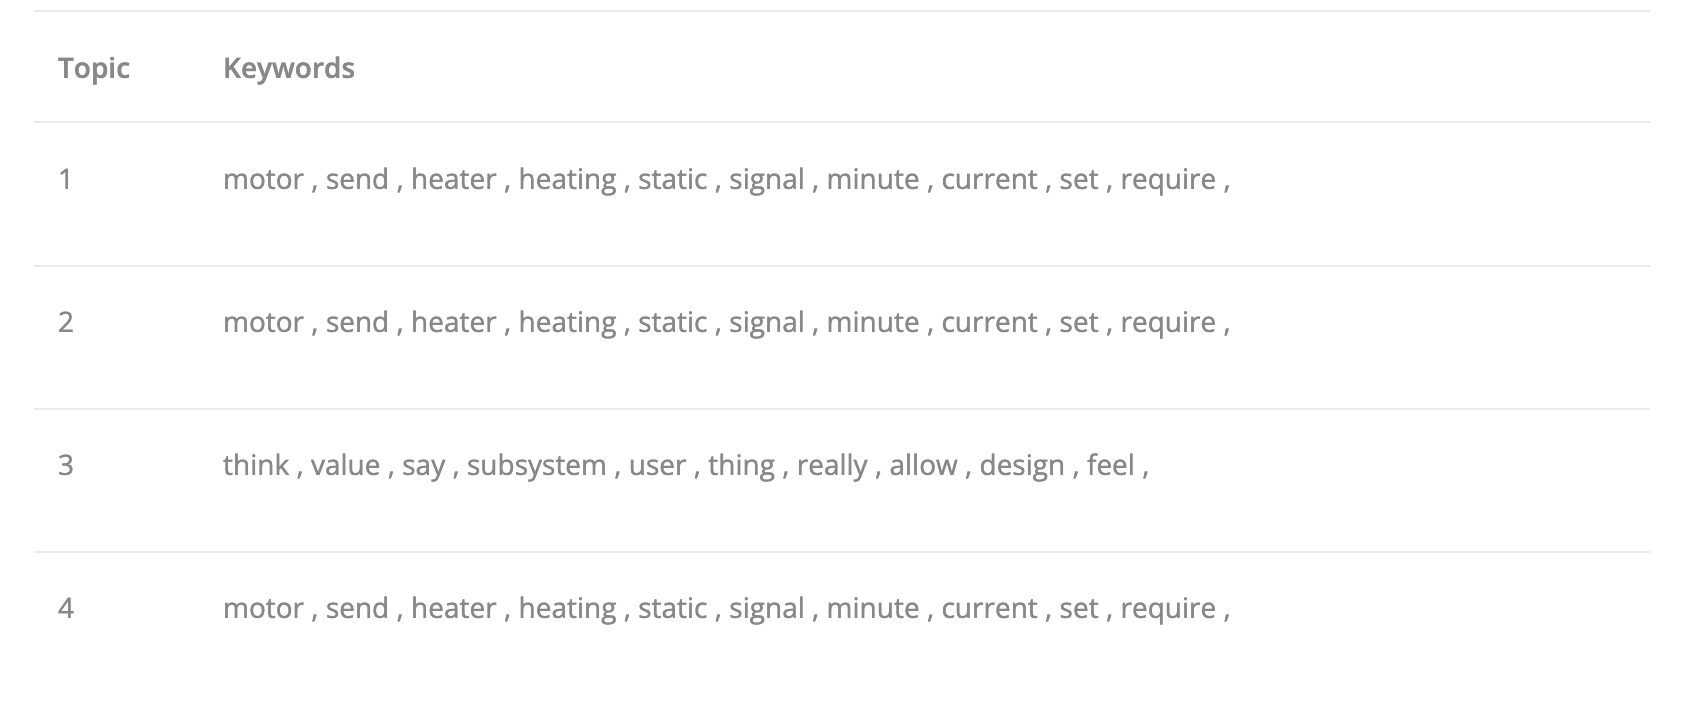 Topic Keywords
1 motor , send , heater , heating , static , signal , minute , current , set , require ,
2 motor , send , heater , heating , static , signal , minute , current , set , require ,
3 think , value , say , subsystem , user , thing , really , allow , design , feel ,
4 motor , send , heater , heating , static , signal , minute , current , set , require ,